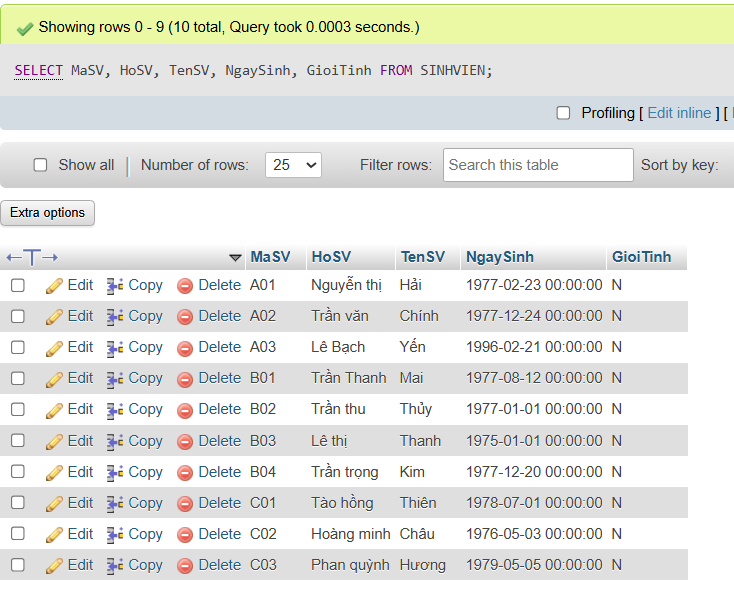 Showing rows 0 - 9 (10 total, Query took 0.0003 seconds.)
SELECT MaSV, HoSV, TenSV, NgaySinh, GioiTinh FROM SINHVIEN;
Profiling [ Edit inline ] [
Show all | Number of rows: 25 Filter rows: Search this table Sort by key:
Extra options
←T→ MaSV HoSV TenSV NgaySinh GioiTinh
Edit Copy Delete A01 Nguyễn thị Hải 1977-02-23 00:00:00 N
Edit Copy Delete A02 Trần văn Chính 1977-12-24 00:00:00 N
Edit Copy Delete A03 Lê Bạch Yến 1996-02-21 00:00:00 N
Edit Copy Delete B01 Trần Thanh Mai 1977-08-12 00:00:00 N
Edit Copy Delete B02 Trần thu Thủy 1977-01-01 00:00:00 N
Edit Copy Delete B03 Lê thị Thanh 1975-01-01 00:00:00 N
Edit Copy Delete B04 Trần trọng Kim 1977-12-20 00:00:00 N
Edit Copy Delete C01 Tào hồng Thiên 1978-07-01 00:00:00 N
Edit Copy Delete C02 Hoàng minh Châu 1976-05-03 00:00:00 N
Edit Copy Delete C03 Phan quỳnh Hương 1979-05-05 00:00:00 N